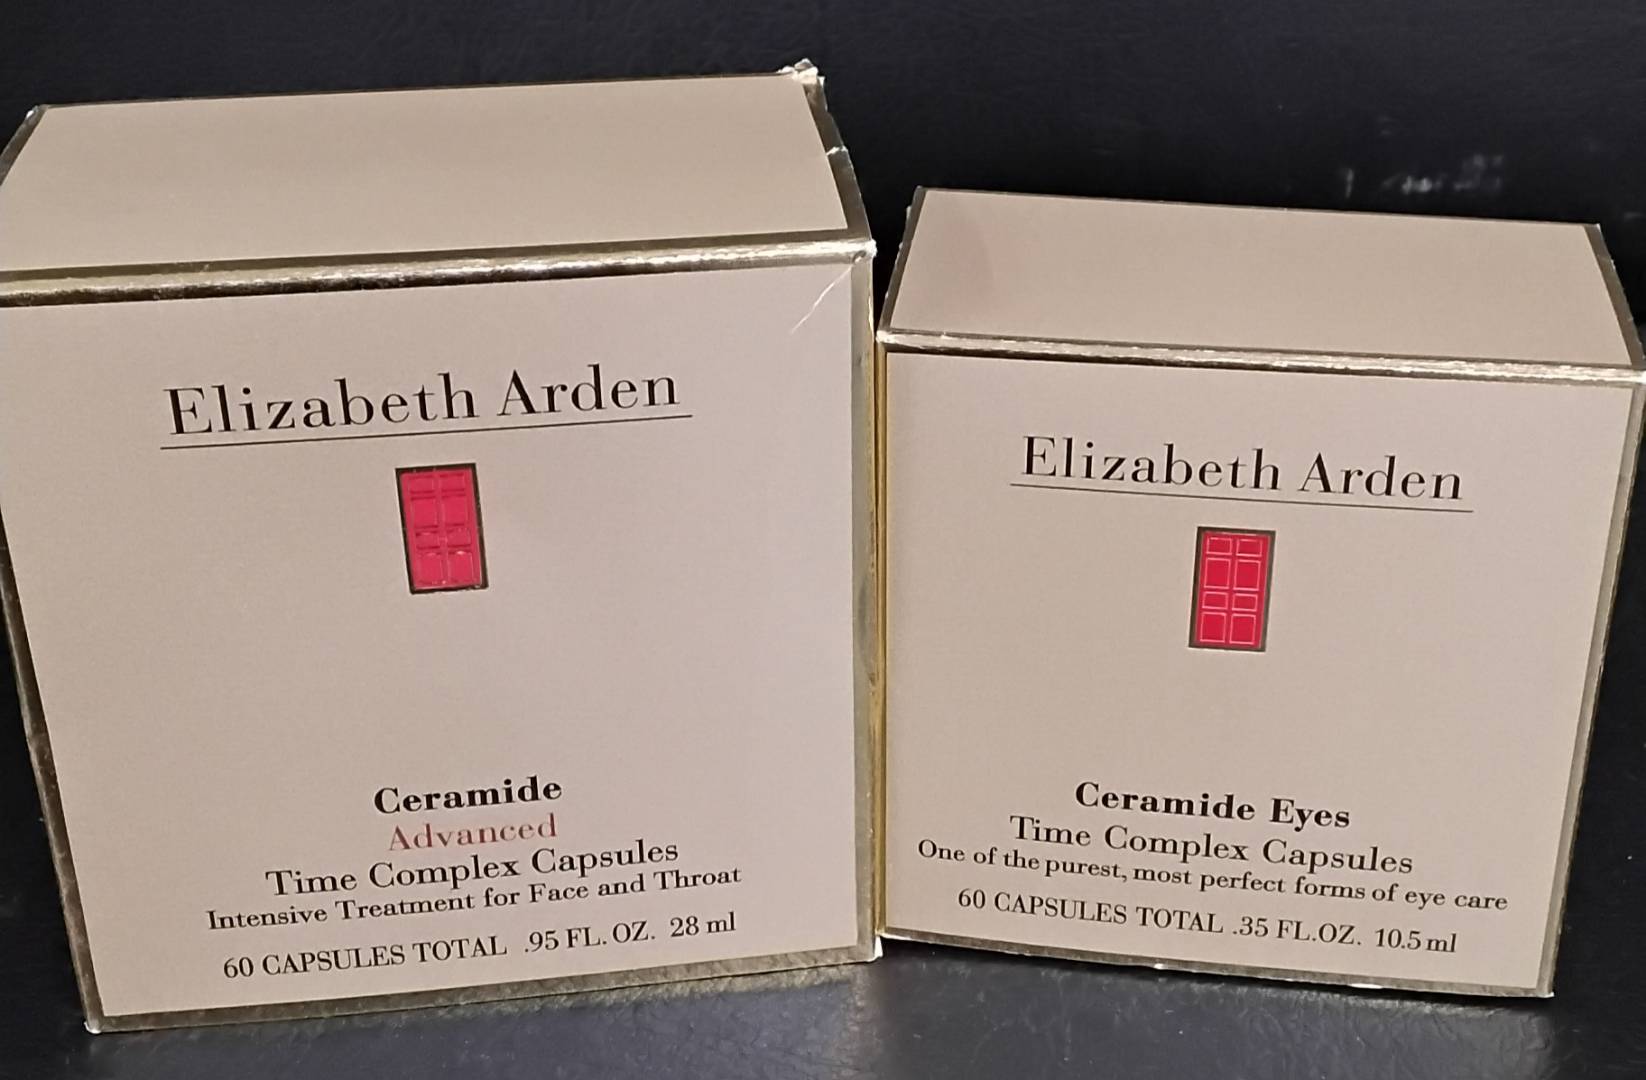 Elizabeth Arden
Ceramide
Advanced
Time Complex Capsules
Intensive Treatment for Face and Throat
60 CAPSULES TOTAL .95 FL. OZ. 28 ml
Elizabeth Arden
Ceramide Eyes
Time Complex Capsules
One of the purest, most perfect forms of eye care
60 CAPSULES TOTAL .35 FL.OZ. 10.5 ml